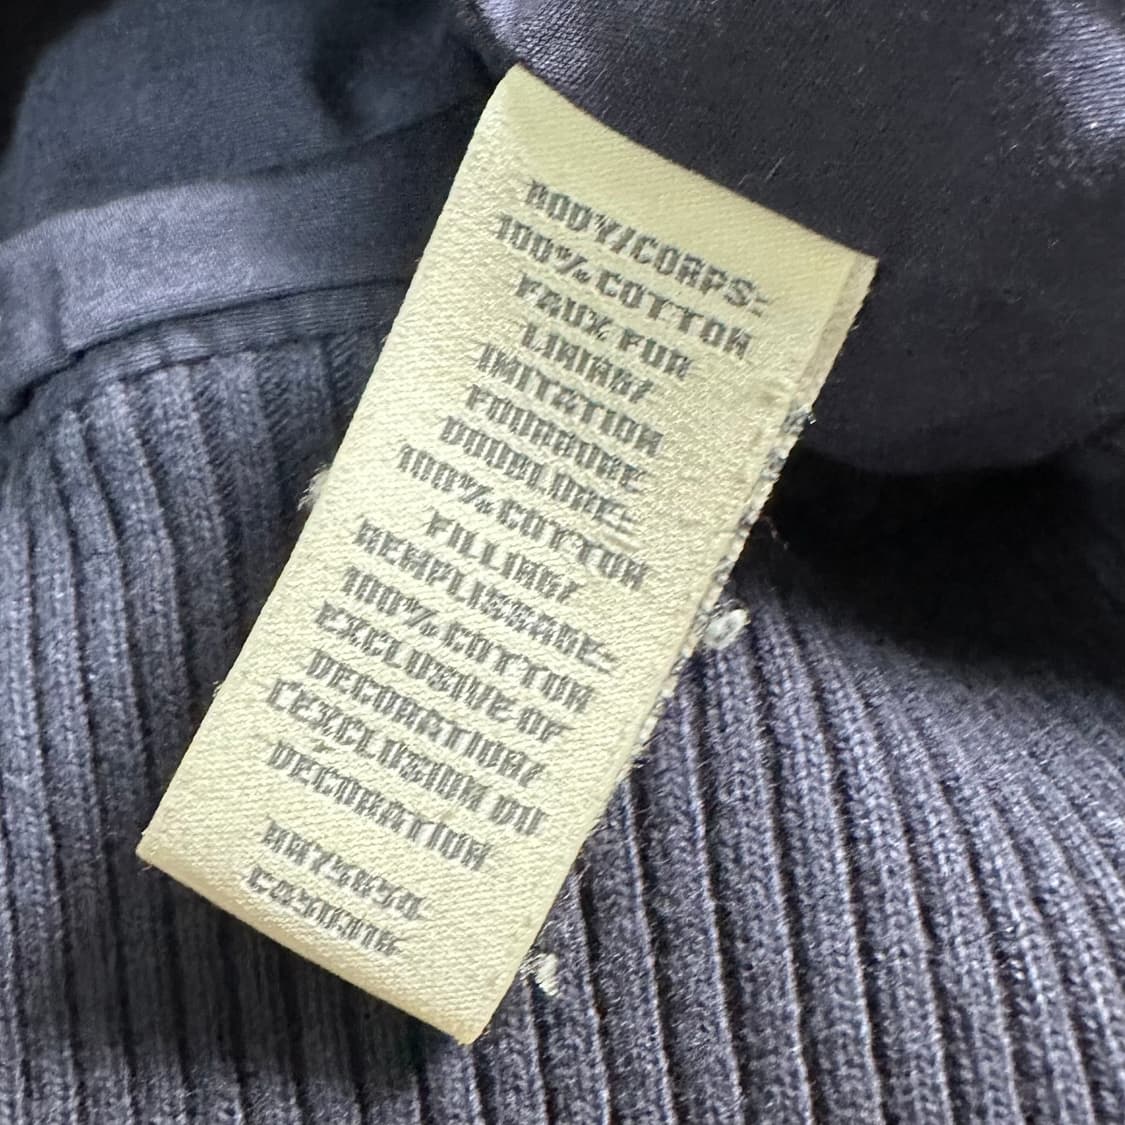 BODY/CORPS:
100% COTTON
FAUX FUR
LINING/
IMITATION
FOURRURE
DOUBLURE:
100% COTTON
FILLING/
REMPLISSAGE:
100% COTTON
EXCLUSIVE OF
DECORATION/
L'EXCLUSION DU
DECORATION